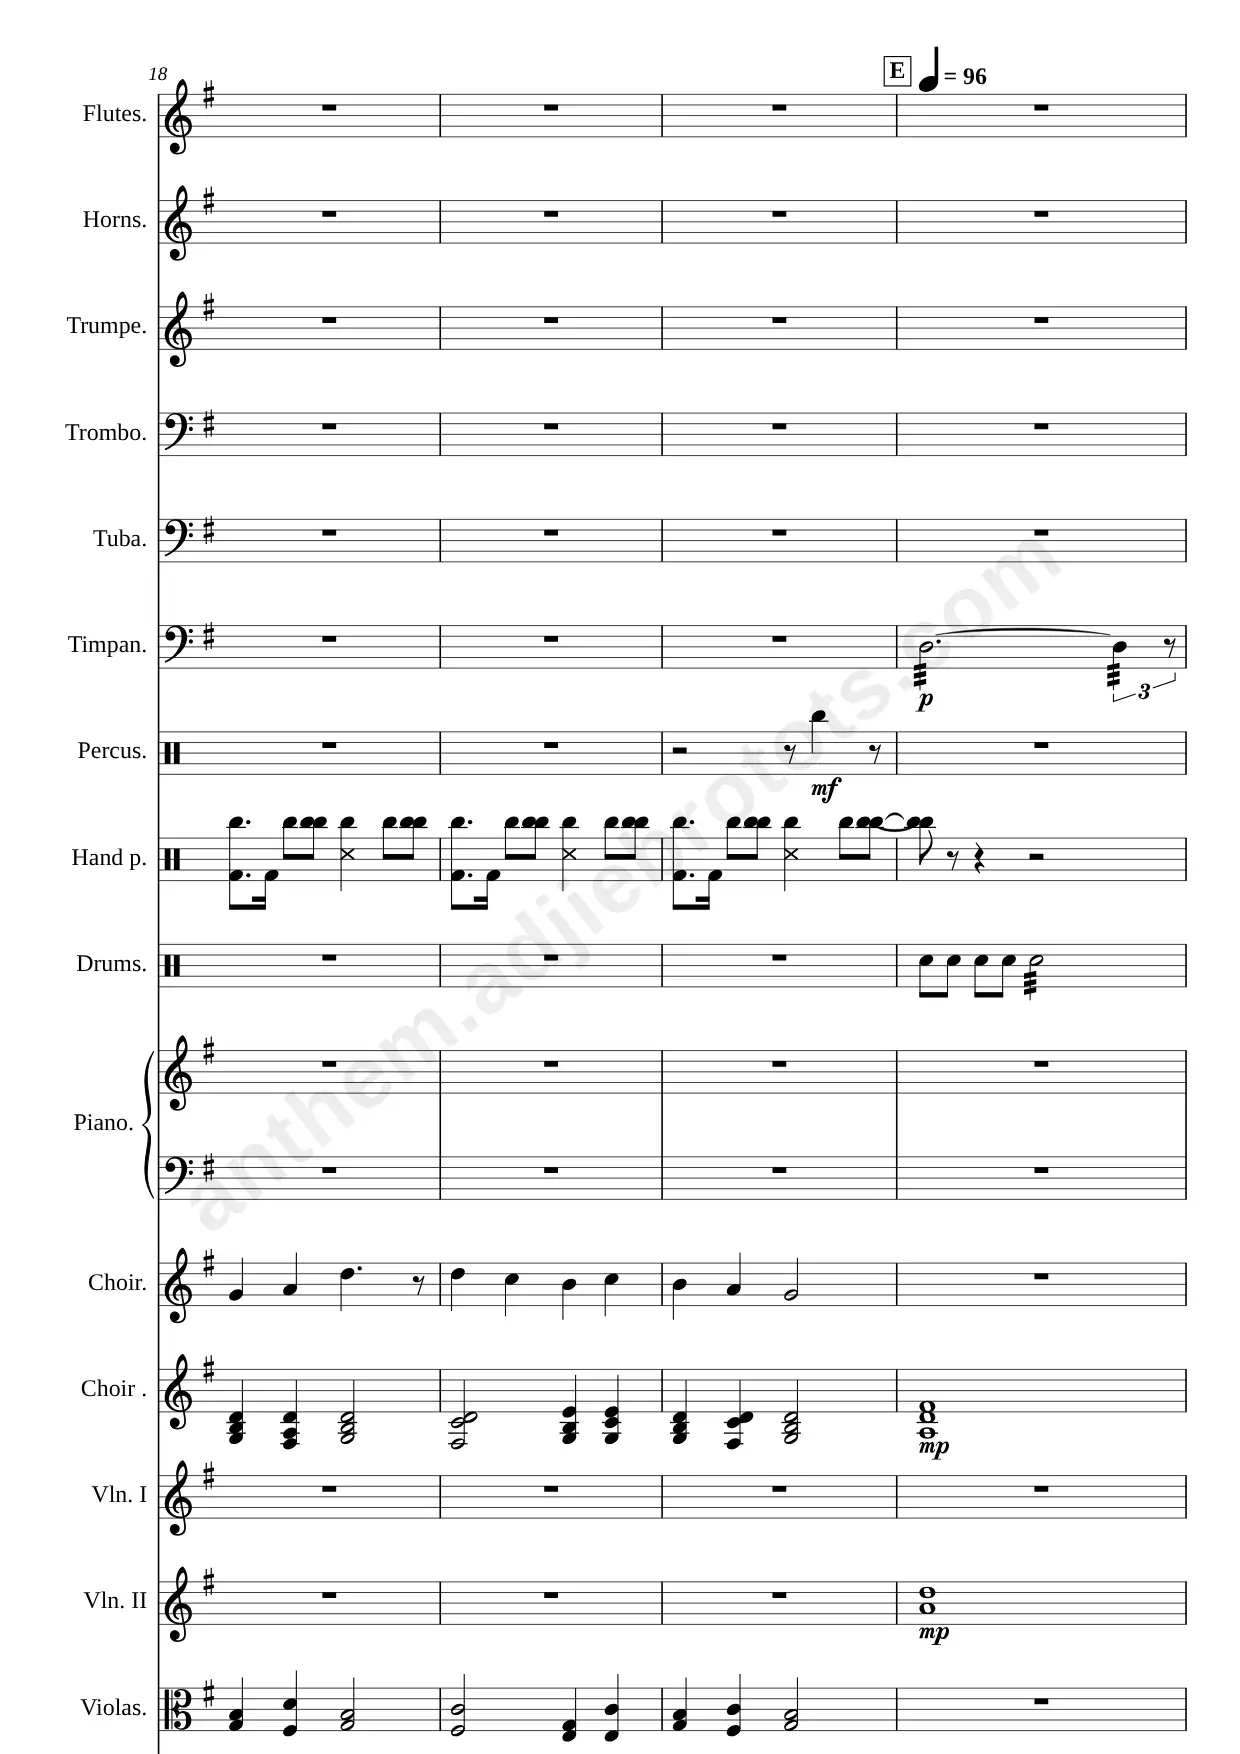 18
E = 96
Flutes.
Horns.
Trumpe.
Trombo.
Tuba.
Timpan.
p
3
Percus.
mf
Hand p.
Drums.
Piano.
Choir.
Choir .
mp
Vln. I
Vln. II
mp
Violas.
anthem.adjiebrotots.com